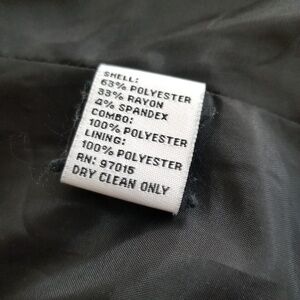 SHELL:
63% POLYESTER
33% RAYON
4% SPANDEX
COMBO:
100% POLYESTER
LINING:
100% POLYESTER
RN: 97015
DRY CLEAN ONLY